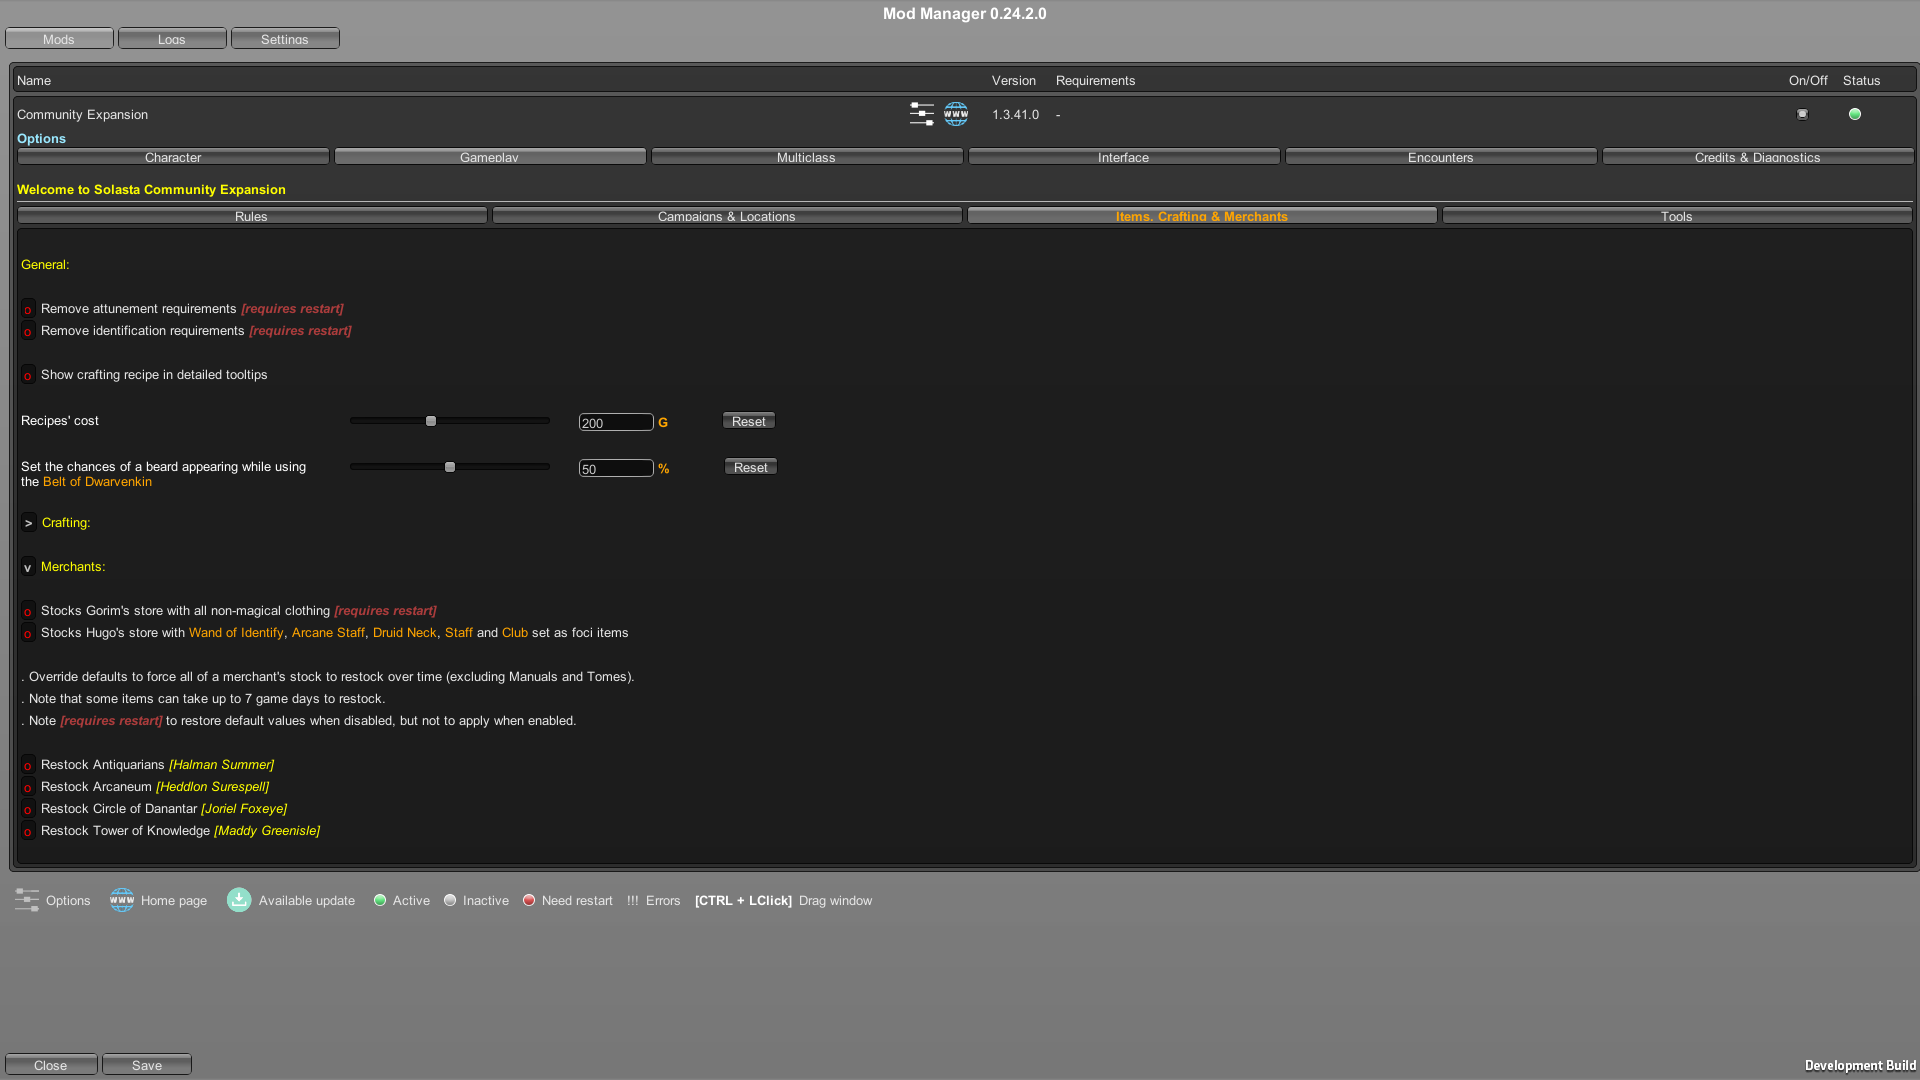 Mod Manager 0.24.2.0
Mods Logs Settings
Name Version Requirements On/Off Status
Community Expansion WWW 1.3.41.0 -
Options
Character Gameplay Multiclass Interface Encounters Credits & Diagnostics
Welcome to Solasta Community Expansion
Rules Campaigns & Locations Items, Crafting & Merchants Tools
General:
o Remove attunement requirements [requires restart]
o Remove identification requirements [requires restart]
o Show crafting recipe in detailed tooltips
Recipes' cost 200 G Reset
Set the chances of a beard appearing while using 50 % Reset
the Belt of Dwarvenkin
> Crafting:
v Merchants:
o Stocks Gorim's store with all non-magical clothing [requires restart]
o Stocks Hugo's store with Wand of Identify, Arcane Staff, Druid Neck, Staff and Club set as foci items
. Override defaults to force all of a merchant's stock to restock over time (excluding Manuals and Tomes).
. Note that some items can take up to 7 game days to restock.
. Note [requires restart] to restore default values when disabled, but not to apply when enabled.
o Restock Antiquarians [Halman Summer]
o Restock Arcaneum [Heddlon Surespell]
o Restock Circle of Danantar [Joriel Foxeye]
o Restock Tower of Knowledge [Maddy Greenisle]
Options WWW Home page Available update Active Inactive Need restart !!! Errors [CTRL + LClick] Drag window
Close Save Development Build